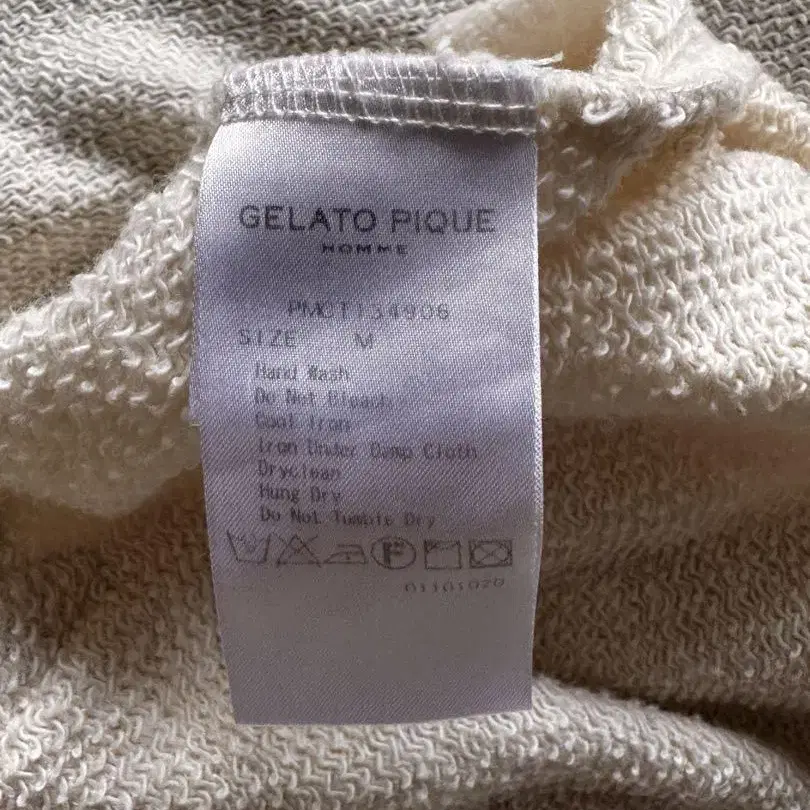 GELATO PIQUE
HOMME
PMCT134906
SIZE M
Hand Wash
Do Not Bleach
Cool Iron
Iron Under Damp Cloth
Dryclean
Hung Dry
Do Not Tumble Dry
F
01101020